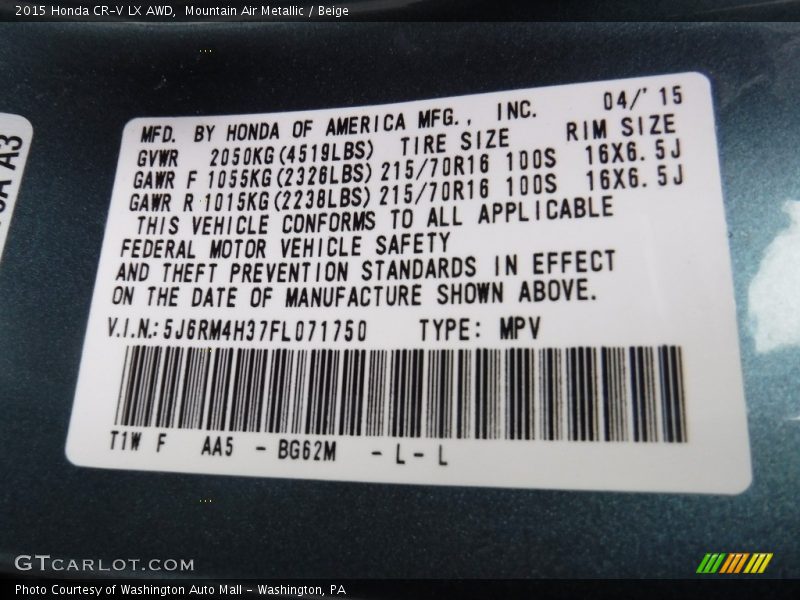 2015 Honda CR-V LX AWD,  Mountain Air Metallic / Beige
04/'15
MFD. BY HONDA OF AMERICA MFG., INC.
GVWR 2050KG(4519LBS) TIRE SIZE RIM SIZE
GAWR F 1055KG(2326LBS) 215/70R16 100S 16X6.5J
GAWR R 1015KG(2238LBS) 215/70R16 100S 16X6.5J
THIS VEHICLE CONFORMS TO ALL APPLICABLE
FEDERAL MOTOR VEHICLE SAFETY
AND THEFT PREVENTION STANDARDS IN EFFECT
ON THE DATE OF MANUFACTURE SHOWN ABOVE.
V.I.N.: 5J6RM4H37FL071750 TYPE: MPV
T1W F AA5 - BG62M - L - L
GTCARLOT.COM
Photo Courtesy of Washington Auto Mall - Washington, PA